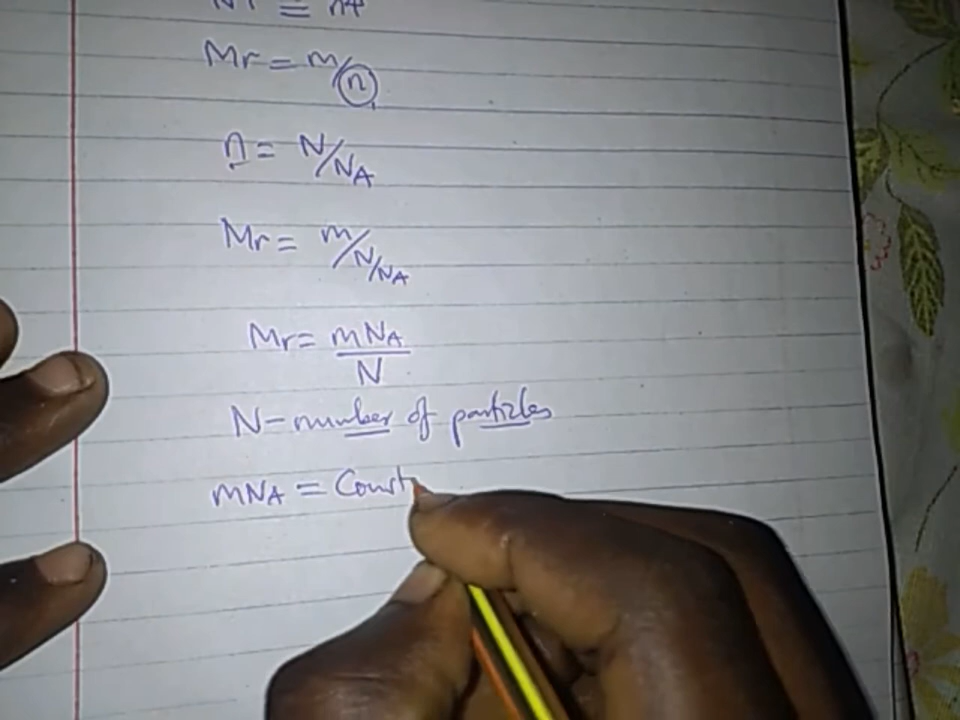 Mr = m/n
n = N/NA
Mr = m/N/NA
Mr = mNA
N
N - number of particles
mNA = Const